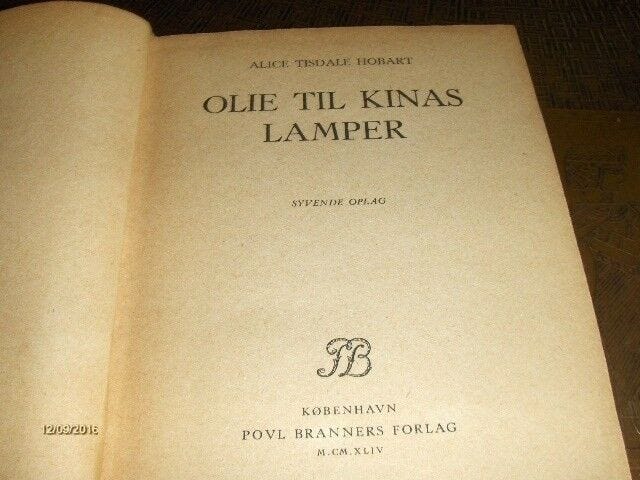 ALICE TISDALE HOBART
OLIE TIL KINAS
LAMPER
SYVENDE OPLAG
PB
KØBENHAVN
POVL BRANNERS FORLAG
M.CM.XLIV
12/09/2016